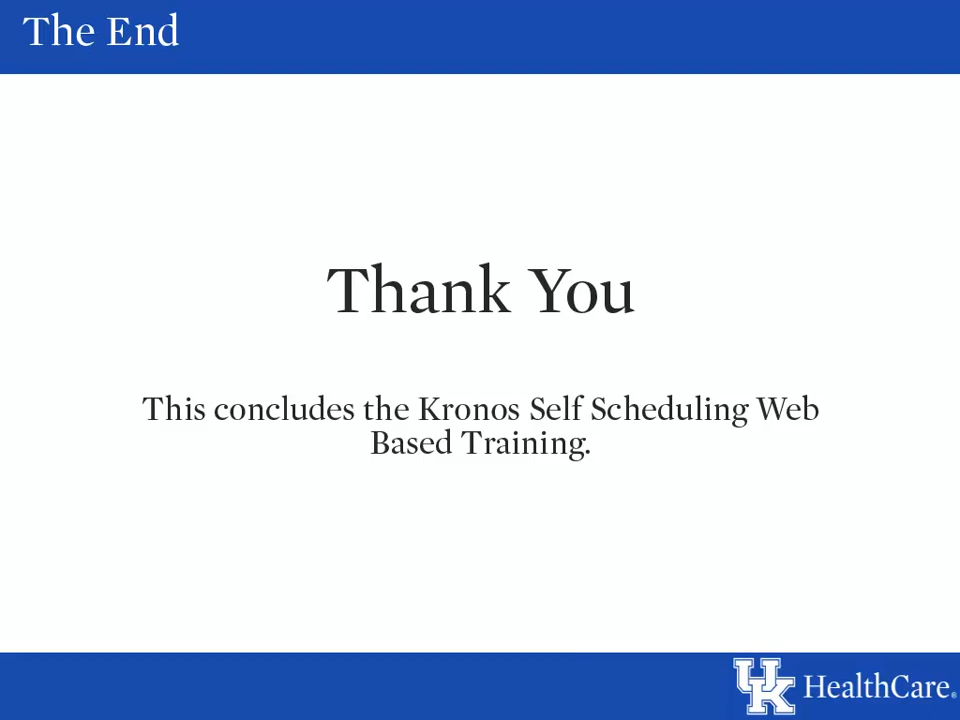 The End
Thank You
This concludes the Kronos Self Scheduling Web
Based Training.
UK HealthCare®